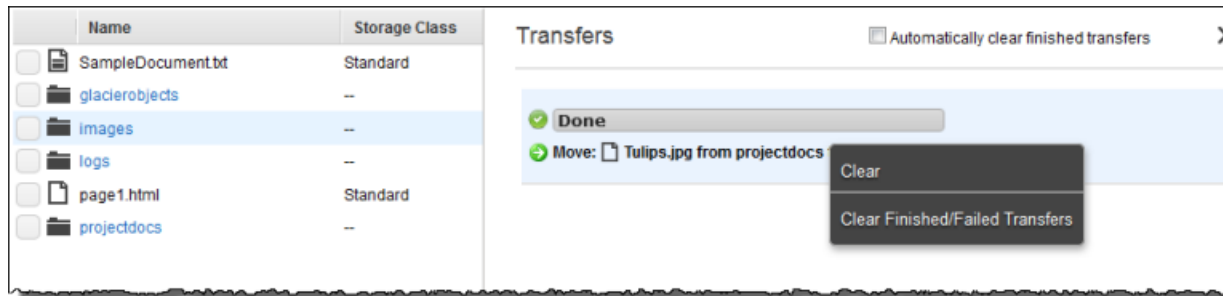 Name Storage Class
SampleDocument.txt Standard
glacierobjects --
images --
logs --
page1.html Standard
projectdocs --
Transfers Automatically clear finished transfers
Done
Move: Tulips.jpg from projectdocs
Clear
Clear Finished/Failed Transfers